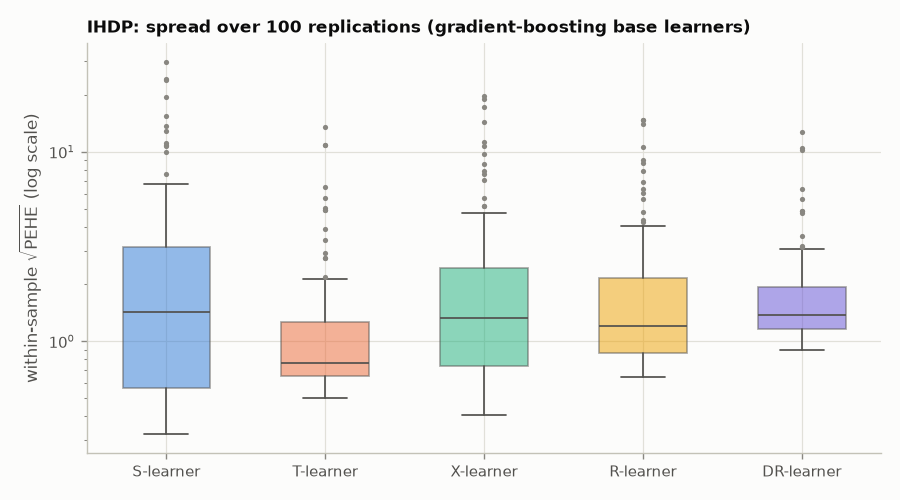 IHDP: spread over 100 replications (gradient-boosting base learners)
within-sample √PEHE (log scale)
10¹
10⁰
S-learner
T-learner
X-learner
R-learner
DR-learner